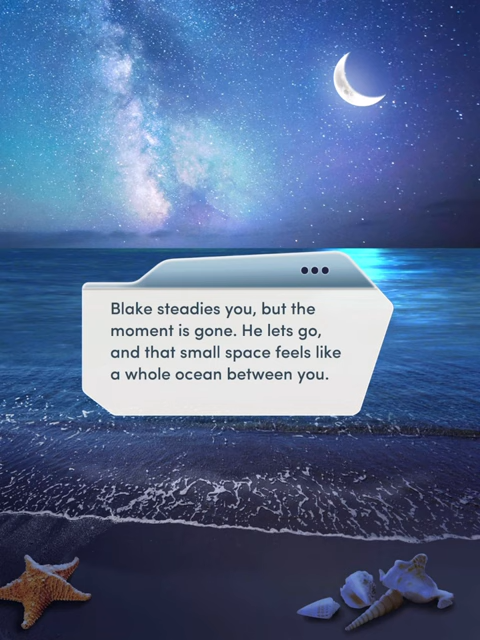 Blake steadies you, but the
moment is gone. He lets go,
and that small space feels like
a whole ocean between you.